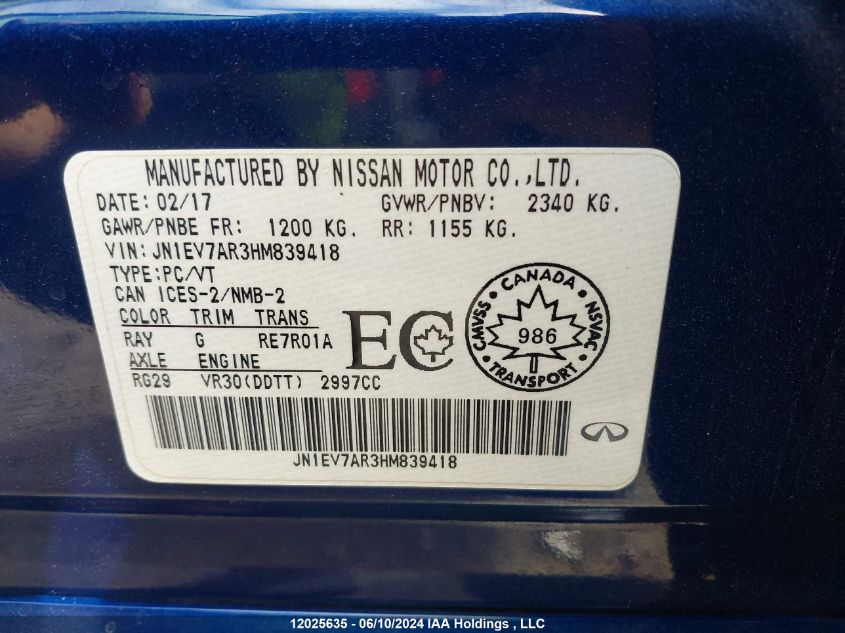 MANUFACTURED BY NISSAN MOTOR CO.,LTD.
DATE: 02/17 GVWR/PNBV: 2340 KG.
GAWR/PNBE FR: 1200 KG. RR: 1155 KG.
VIN: JN1EV7AR3HM839418
TYPE:PC/VT
CAN ICES-2/NMB-2
COLOR TRIM TRANS
RAY G RE7R01A
AXLE ENGINE
RG29 VR30(DDTT) 2997CC
EC
CANADA
CMVSS 986 NSVAC
TRANSPORT
JN1EV7AR3HM839418
12025635 - 06/10/2024 IAA Holdings , LLC